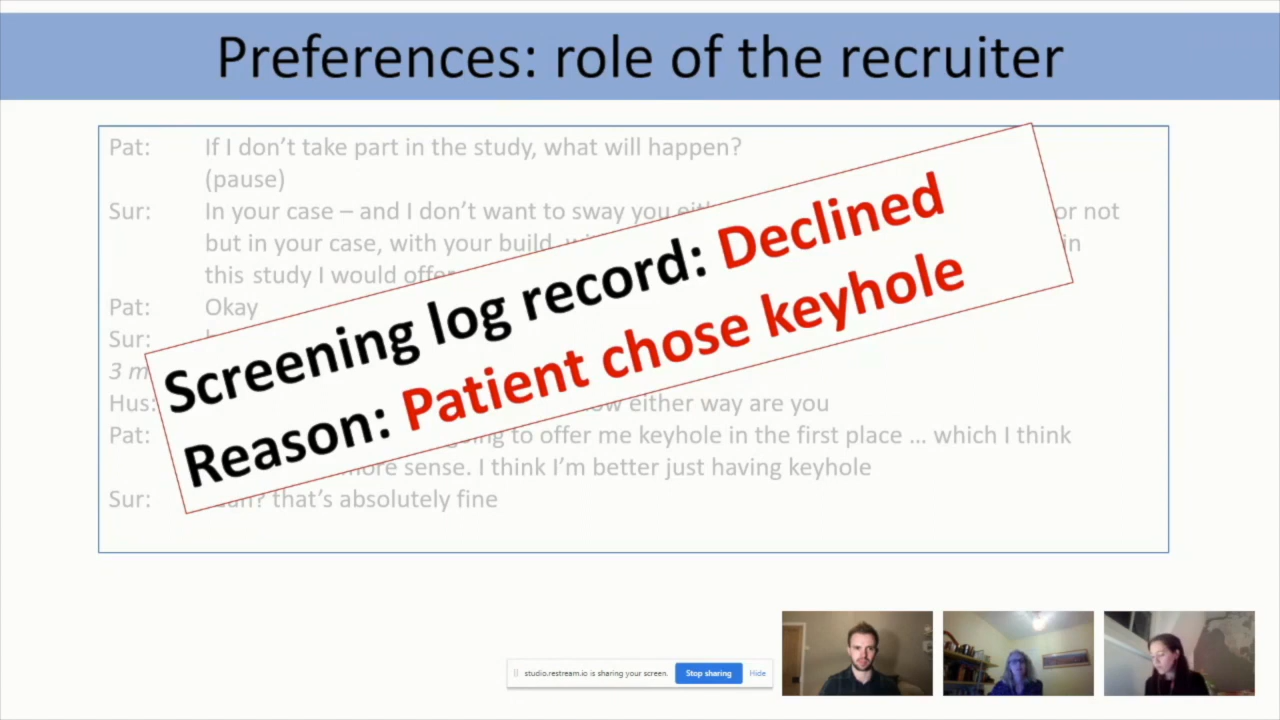 Preferences: role of the recruiter
Pat: If I don't take part in the study, what will happen?
(pause)
Sur: In your case – and I don't want to sway you or not
but in your case, with your build, in
this study I would offer
Pat: Okay
Sur:
3 m
Hus: either way are you
Pat: to offer me keyhole in the first place ... which I think
sense. I think I'm better just having keyhole
Sur: that's absolutely fine
Screening log record: Declined
Reason: Patient chose keyhole
studio.restream.io is sharing your screen. Stop sharing Hide